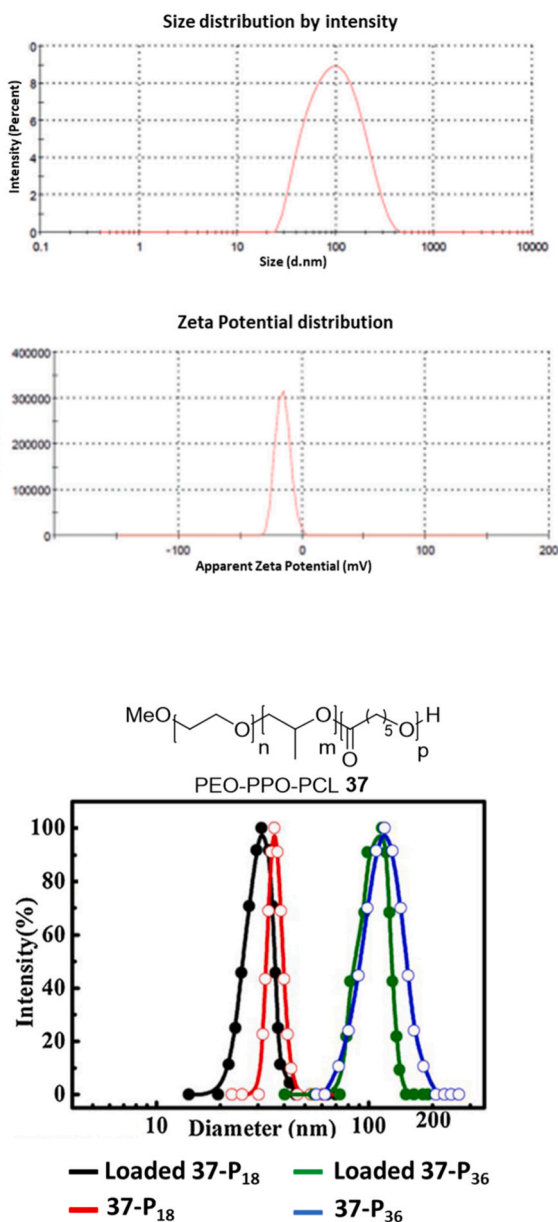 Size distribution by intensity
Intensity (Percent)
0
8
6
4
2
0
0.1 1 10 100 1000 10000
Size (d.nm)
Zeta Potential distribution
400000
300000
200000
100000
0
-100 0 100 200
Apparent Zeta Potential (mV)
MeO O n O m O 5 O H p
PEO-PPO-PCL 37
Intensity(%)
100
80
60
40
20
0
10 100 200
Diameter (nm)
Loaded 37-P18 Loaded 37-P36
37-P18 37-P36